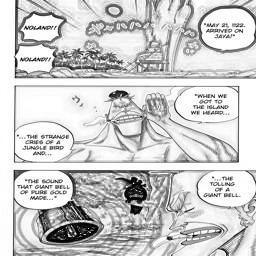 NOLAND!!
"MAY 21, 1122.
ARRIVED ON
JAYA!"
NOLAND!!
"WHEN WE
GOT TO
THE ISLAND
WE HEARD...
"...THE STRANGE
CRIES OF A
JUNGLE BIRD
AND...
"THE SOUND
THAT GIANT BELL
OF PURE GOLD
MADE..."
"...THE
TOLLING
OF A
GIANT BELL.